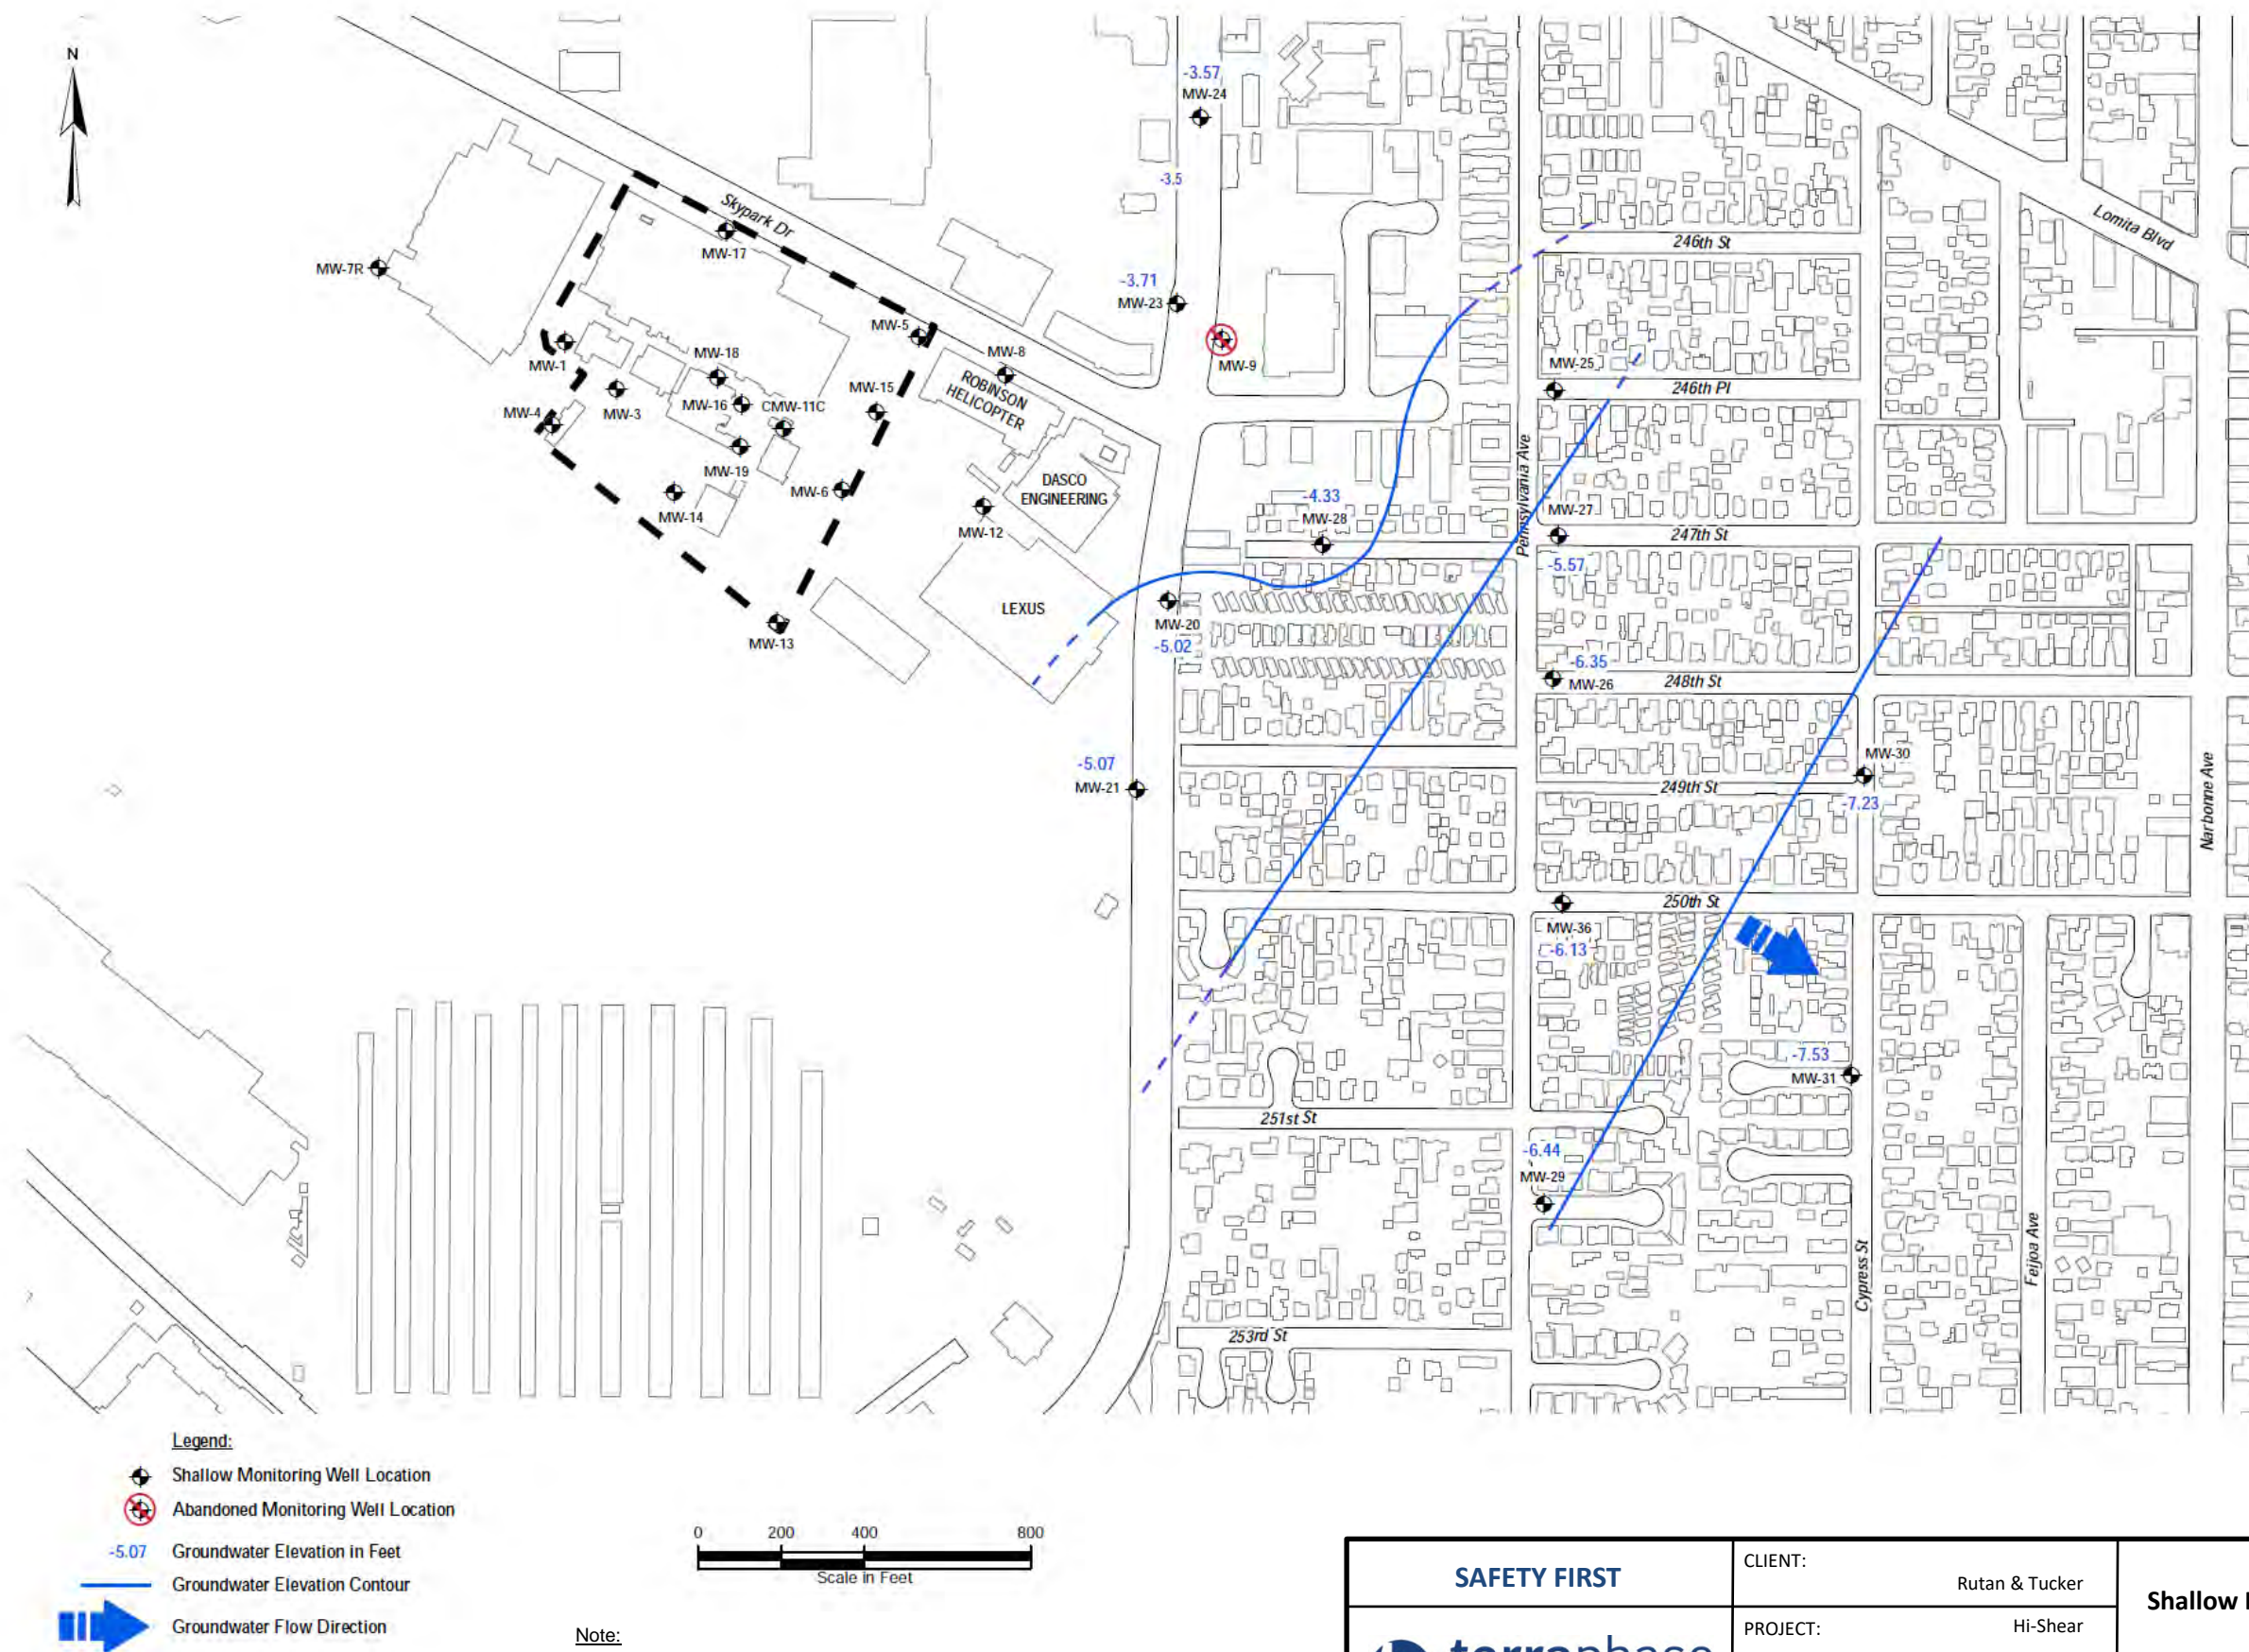 N
-3.57
MW-24
-3.5
Skypark Dr
MW-17
MW-7R
-3.71
MW-23
MW-9
MW-5
MW-8
MW-1
MW-18
MW-15
ROBINSON
HELICOPTER
MW-4
MW-3
MW-16
CMW-11C
MW-19
MW-6
MW-14
MW-12
DASCO
ENGINEERING
LEXUS
MW-13
-4.33
MW-28
MW-20
-5.02
-5.07
MW-21
Pennsylvania Ave
246th St
Lomita Blvd
MW-25
246th Pl
MW-27
247th St
-5.57
-6.35
MW-26
248th St
MW-30
249th St
-7.23
Narbonne Ave
250th St
MW-36
-6.13
-7.53
MW-31
251st St
-6.44
MW-29
Cypress St
Feijoa Ave
253rd St
Legend:
Shallow Monitoring Well Location
Abandoned Monitoring Well Location
-5.07 Groundwater Elevation in Feet
Groundwater Elevation Contour
Groundwater Flow Direction
0 200 400 800
Scale in Feet
Note:
SAFETY FIRST
CLIENT:
Rutan & Tucker
PROJECT:
Hi-Shear
Shallow
terraphase